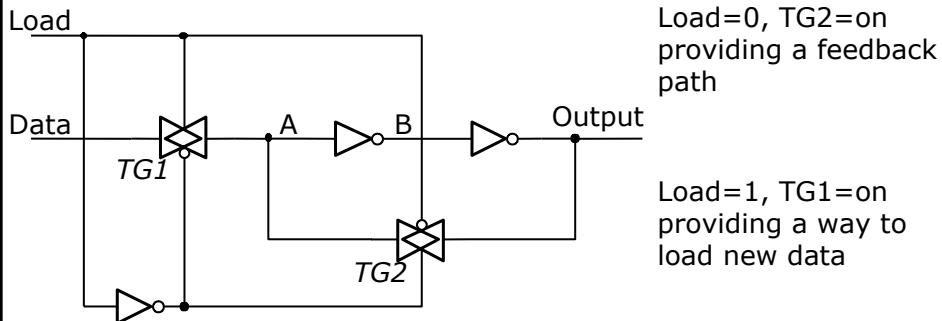 Load
Data
TG1
A
B
Output
TG2
Load=0, TG2=on
providing a feedback
path
Load=1, TG1=on
providing a way to
load new data